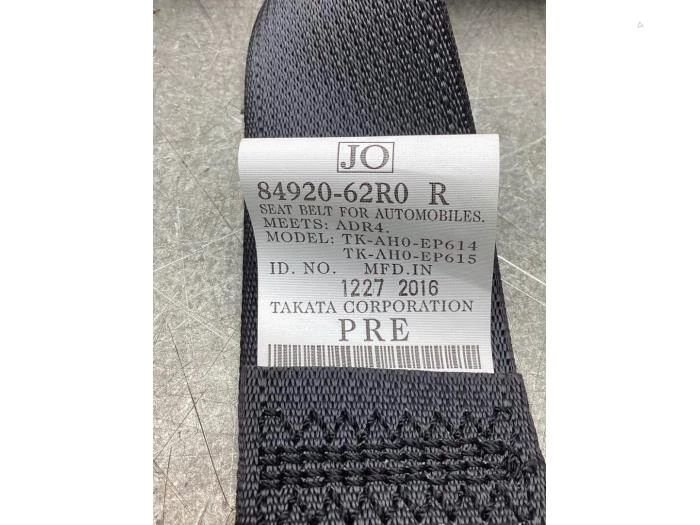 JO
84920-62R0 R
SEAT BELT FOR AUTOMOBILES.
MEETS: ADR4.
MODEL: TK-AH0-EP614
TK-AH0-EP615
ID. NO. MFD.IN
1227 2016
TAKATA CORPORATION
PRE